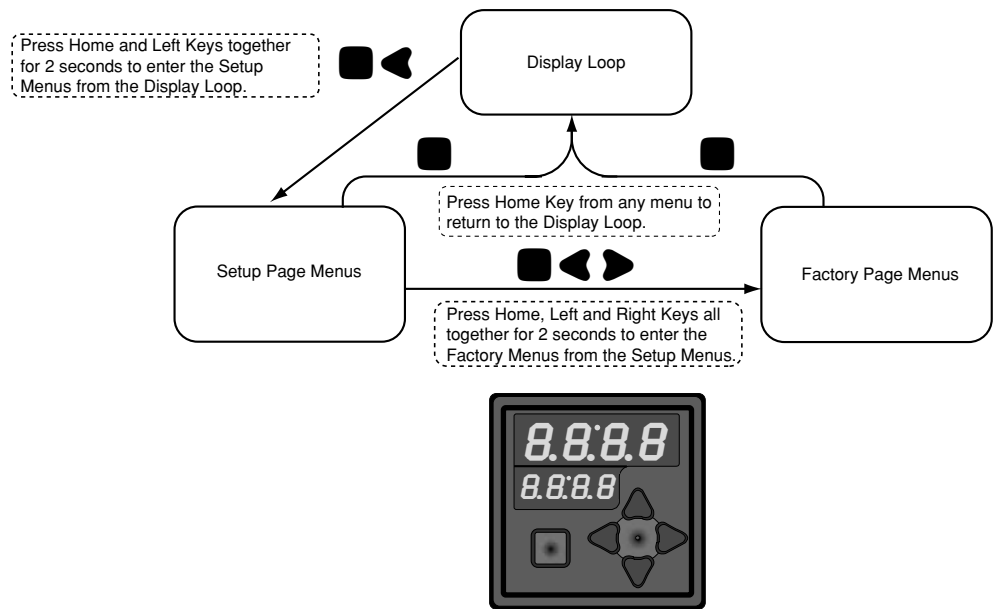 Press Home and Left Keys together
for 2 seconds to enter the Setup
Menus from the Display Loop.
Display Loop
Press Home Key from any menu to
return to the Display Loop.
Setup Page Menus
Factory Page Menus
Press Home, Left and Right Keys all
together for 2 seconds to enter the
Factory Menus from the Setup Menus.
8.8:8.8
8.8:8.8